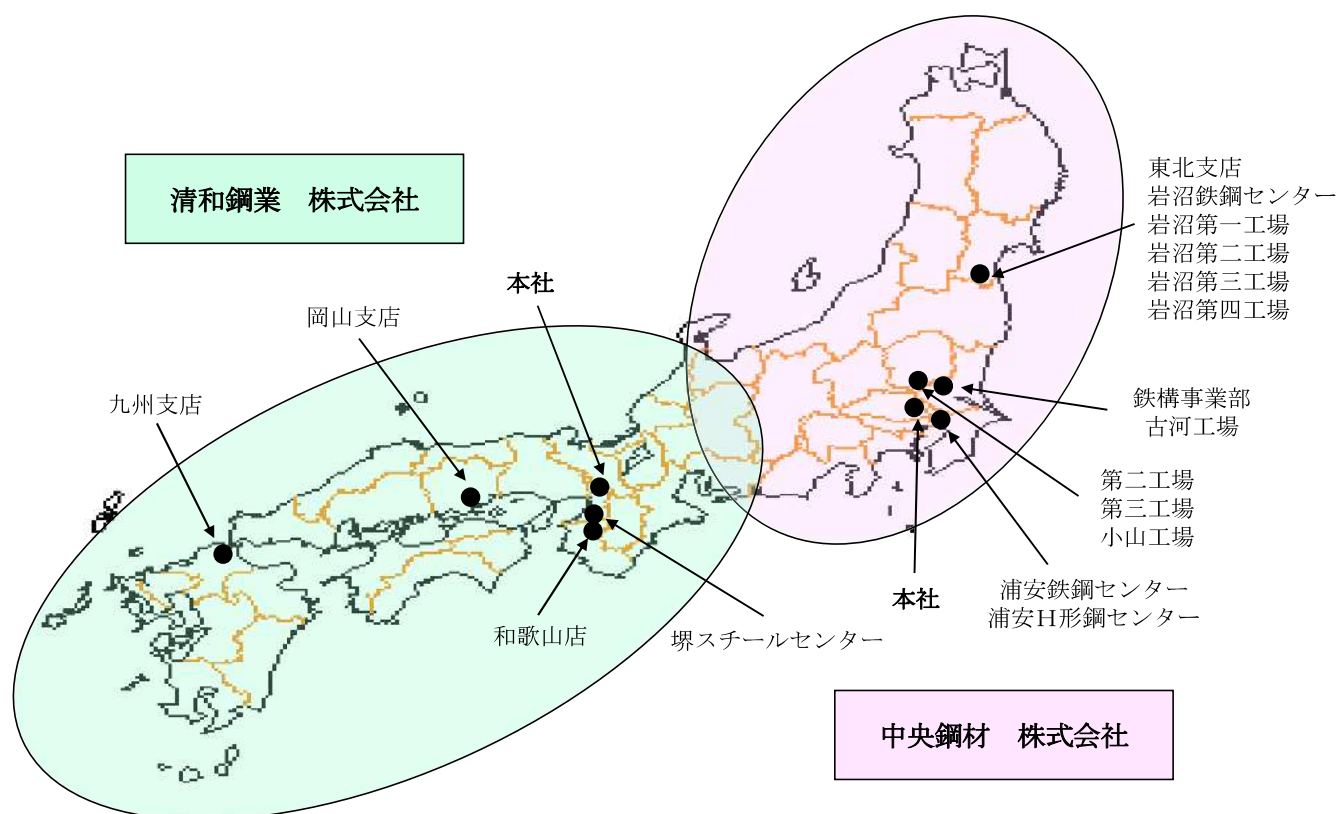 清和鋼業　株式会社
本社
岡山支店
九州支店
和歌山店
堺スチールセンター
東北支店
岩沼鉄鋼センター
岩沼第一工場
岩沼第二工場
岩沼第三工場
岩沼第四工場
鉄構事業部
古河工場
第二工場
第三工場
小山工場
浦安鉄鋼センター
浦安Ｈ形鋼センター
本社
中央鋼材　株式会社